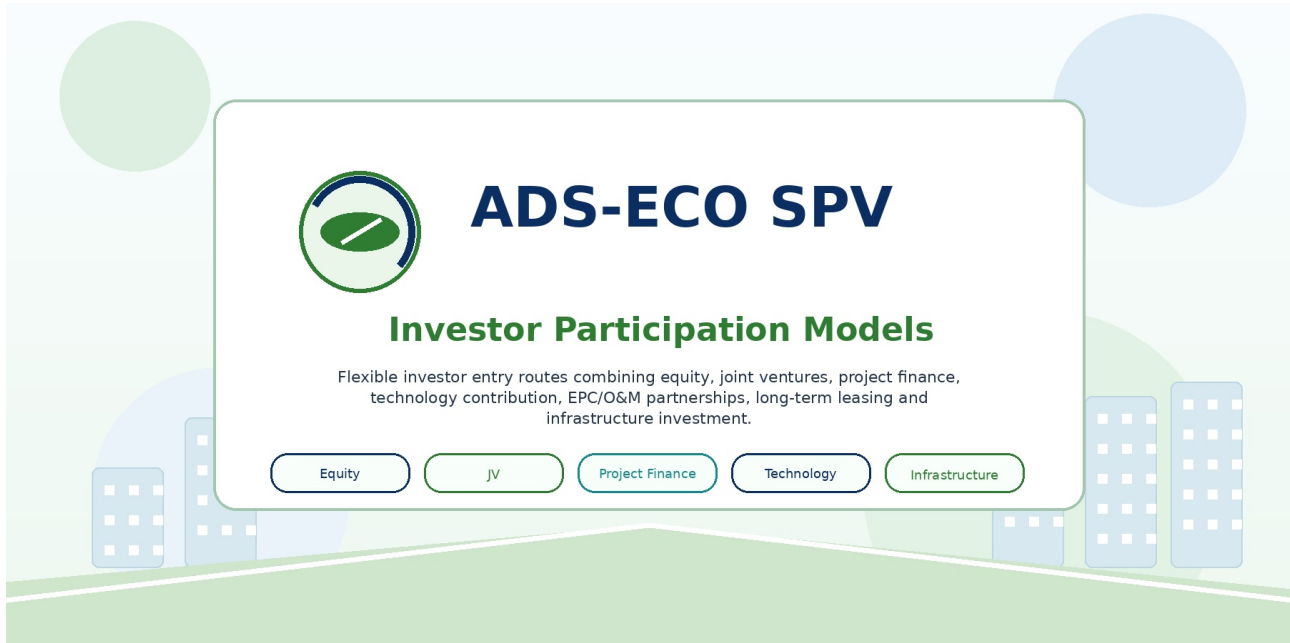 ADS-ECO SPV
Investor Participation Models
Flexible investor entry routes combining equity, joint ventures, project finance,
technology contribution, EPC/O&M partnerships, long-term leasing and
infrastructure investment.
Equity
JV
Project Finance
Technology
Infrastructure